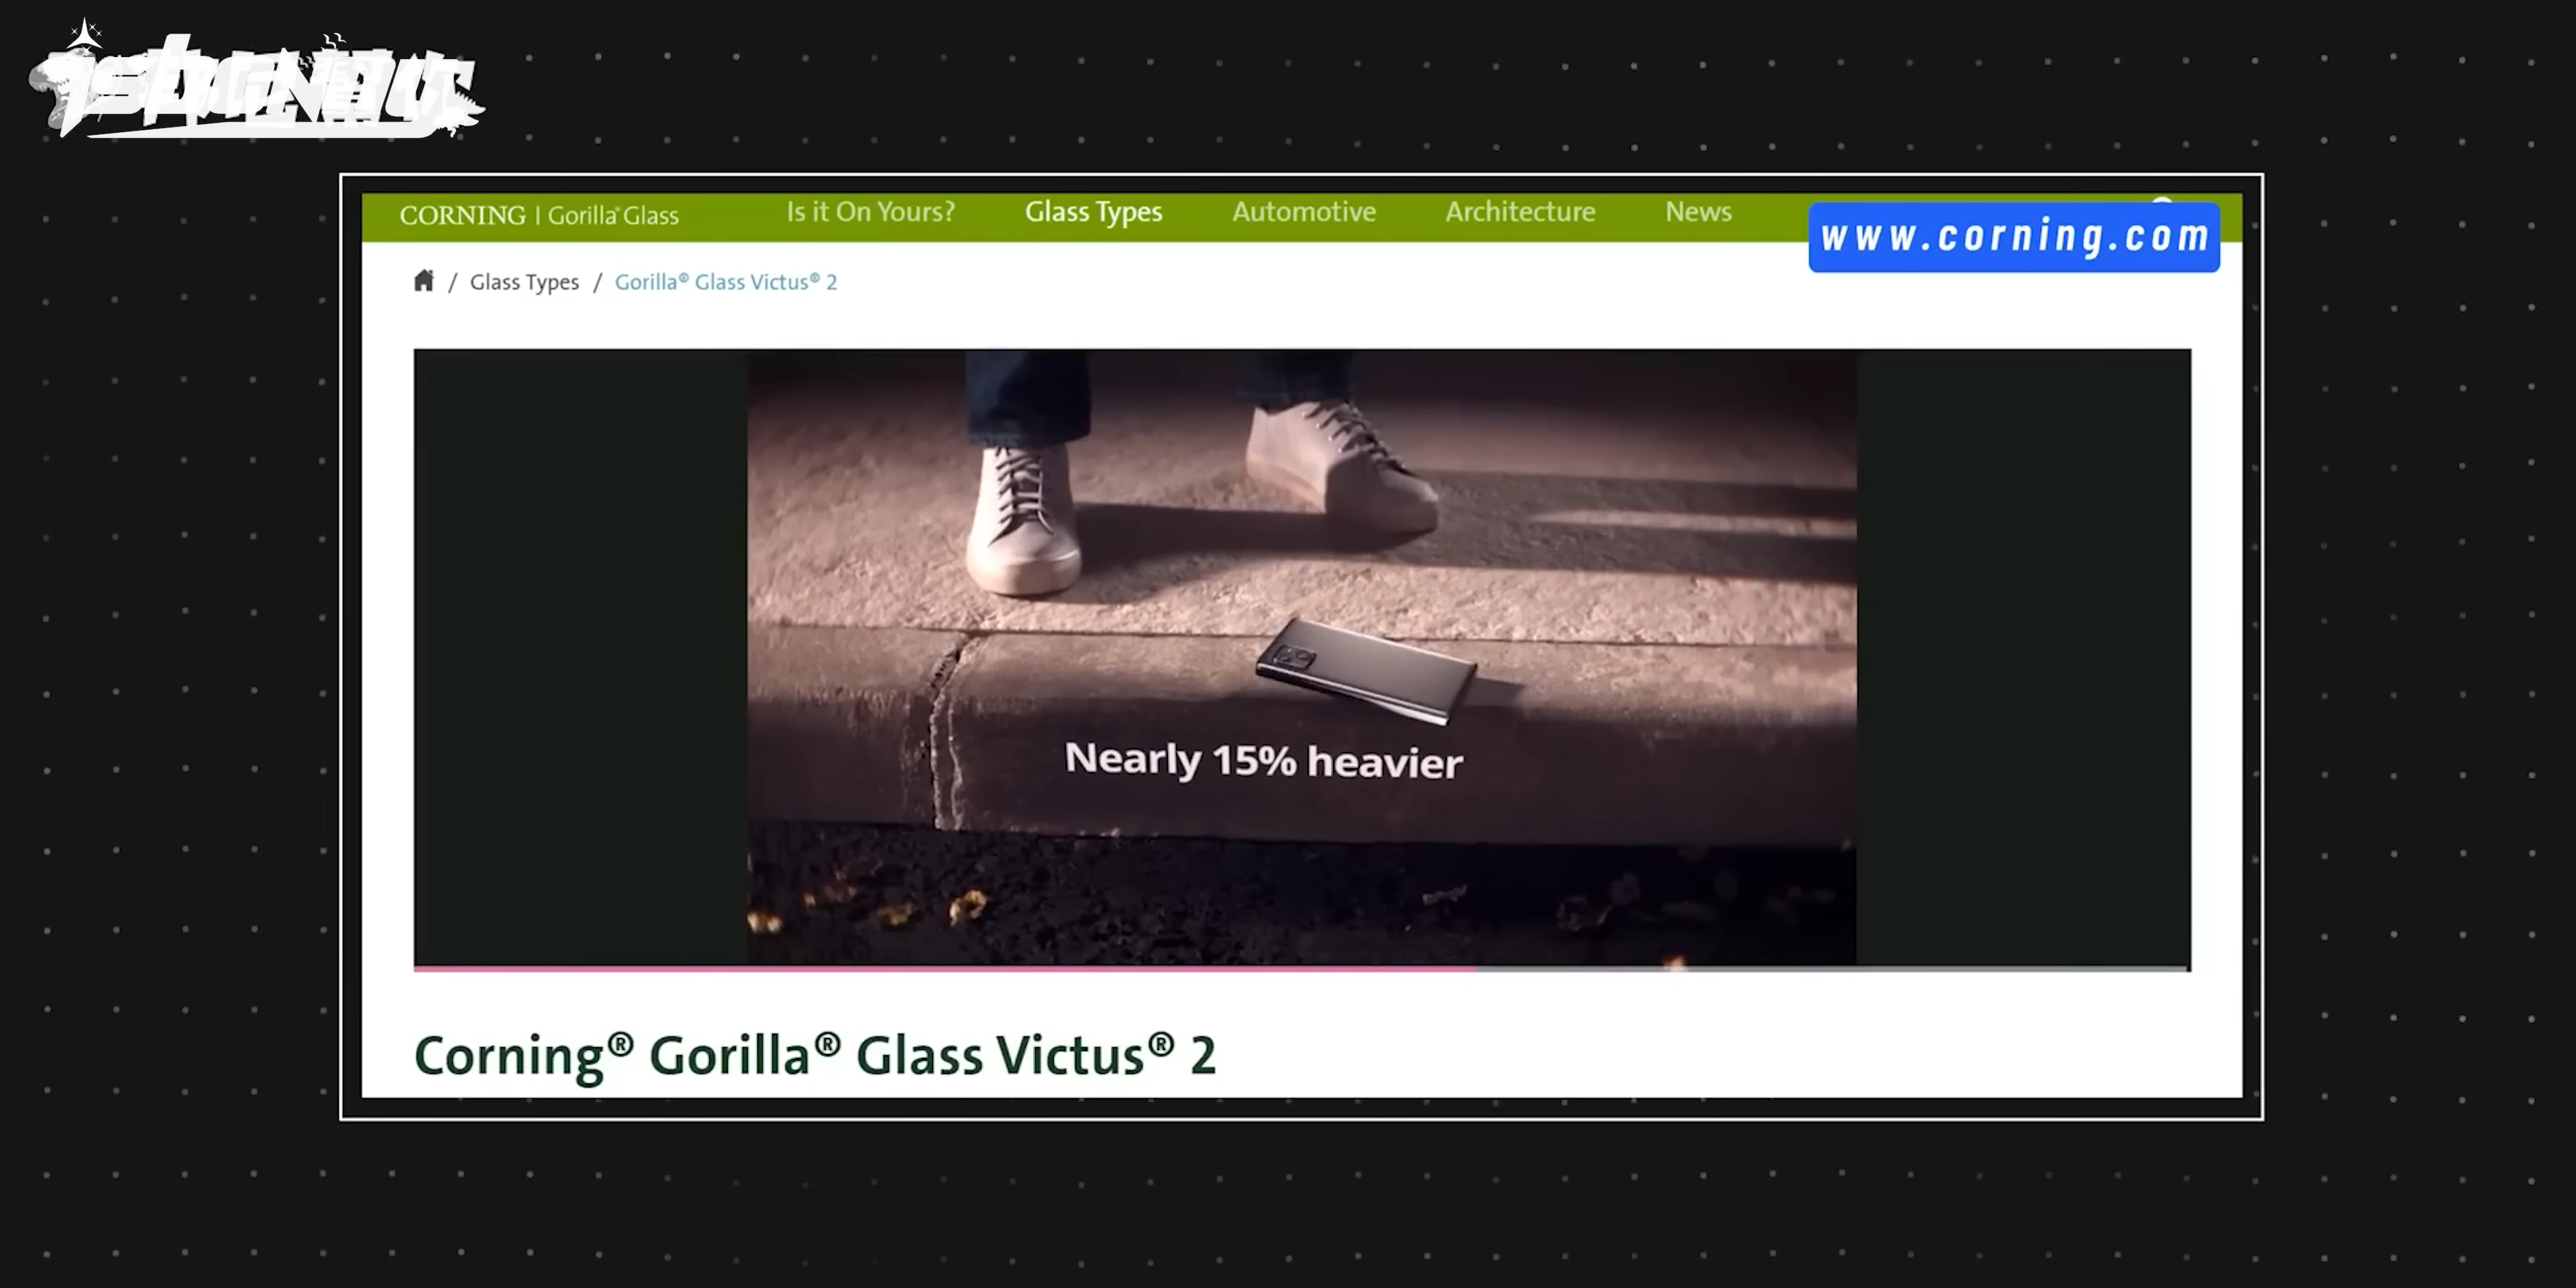 CORNING | Gorilla® Glass
Is it On Yours?
Glass Types
Automotive
Architecture
News
www.corning.com
/ Glass Types / Gorilla® Glass Victus® 2
Nearly 15% heavier
Corning® Gorilla® Glass Victus® 2